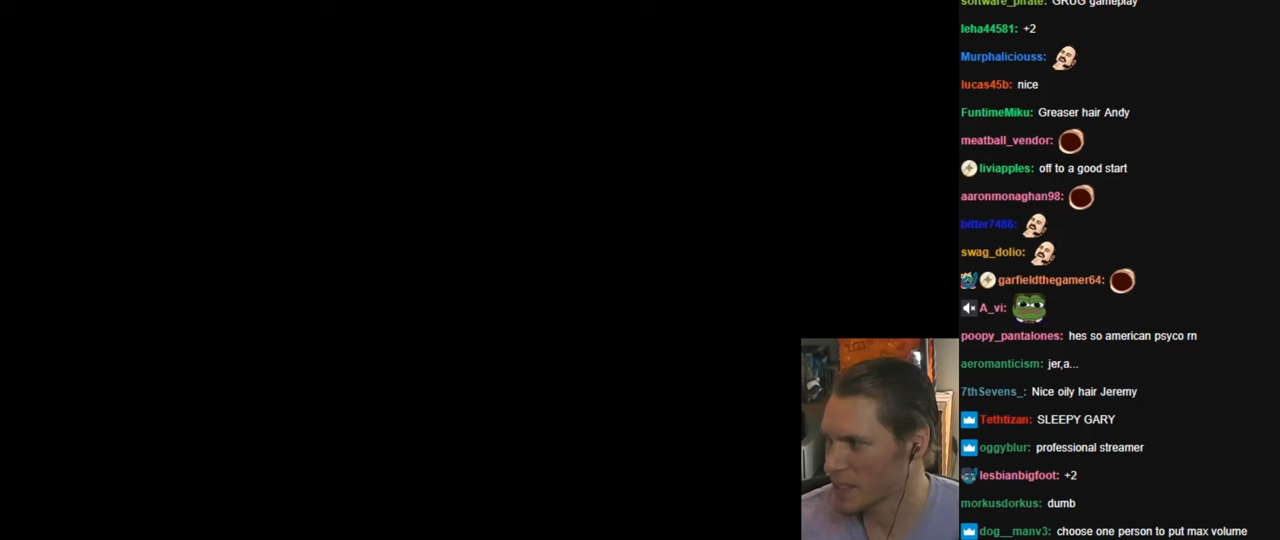 software_pirate: GRUG gameplay
leha44581: +2
Murphaliciouss:
lucas45b: nice
FuntimeMiku: Greaser hair Andy
meatball_vendor:
liviapples: off to a good start
aaronmonaghan98:
bitter7486:
swag_dolio:
garfieldthegamer64:
A_vi:
poopy_pantalones: hes so american psyco rn
aeromanticism: jer,a...
7thSevens_: Nice oily hair Jeremy
Tethtizan: SLEEPY GARY
oggyblur: professional streamer
lesbianbigfoot: +2
morkusdorkus: dumb
dog__manv3: choose one person to put max volume